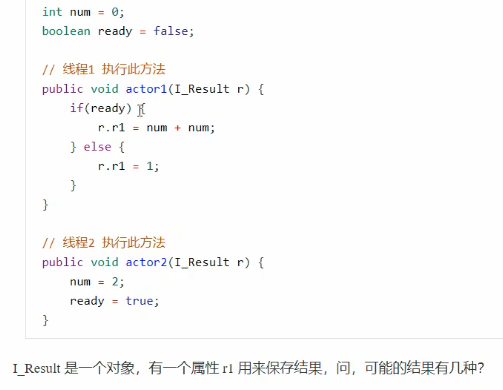 int num = 0;
boolean ready = false;
// 线程1 执行此方法
public void actor1(I_Result r) {
if(ready) {
r.r1 = num + num;
} else {
r.r1 = 1;
}
}
// 线程2 执行此方法
public void actor2(I_Result r) {
num = 2;
ready = true;
}
I_Result 是一个对象，有一个属性 r1 用来保存结果，问，可能的结果有几种？